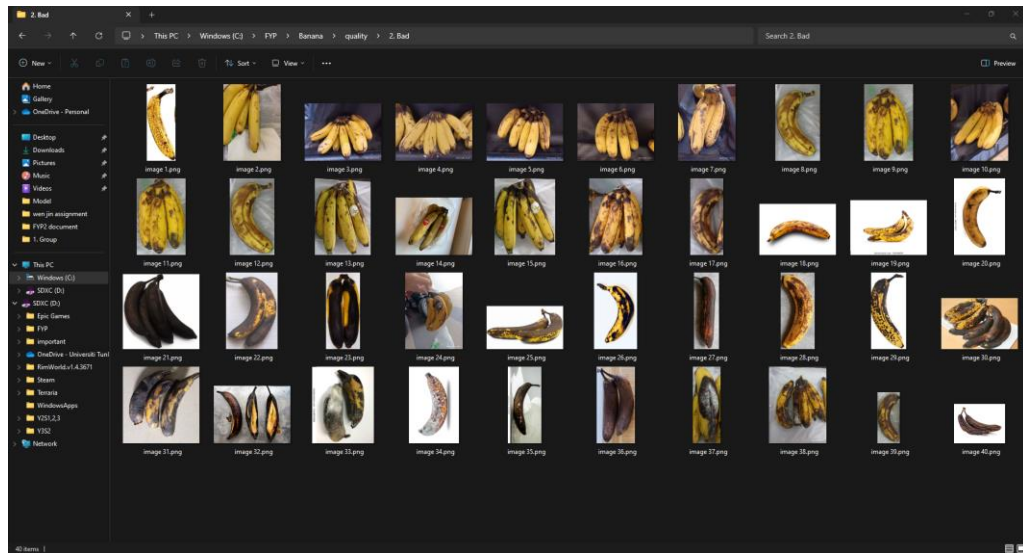 2. Bad
This PC > Windows (C:) > FYP > Banana > quality > 2. Bad
Search 2. Bad
New
Sort
View
Preview
Home
Gallery
OneDrive - Personal
Desktop
Downloads
Documents
Pictures
Music
Videos
Model
wen jin assignment
FYP2 document
1. Group
This PC
Windows (C:)
SDXC (D:)
SDXC (D:)
Epic Games
FYP
important
OneDrive - Universiti Tun
RimWorld.v1.4.3671
Steam
Terraria
WindowsApps
Y2S1,2,3
Y3S2
Network
image 1.png
image 2.png
image 3.png
image 4.png
image 5.png
image 6.png
image 7.png
image 8.png
image 9.png
image 10.png
image 11.png
image 12.png
image 13.png
image 14.png
image 15.png
image 16.png
image 17.png
image 18.png
image 19.png
image 20.png
image 21.png
image 22.png
image 23.png
image 24.png
image 25.png
image 26.png
image 27.png
image 28.png
image 29.png
image 30.png
image 31.png
image 32.png
image 33.png
image 34.png
image 35.png
image 36.png
image 37.png
image 38.png
image 39.png
image 40.png
40 items